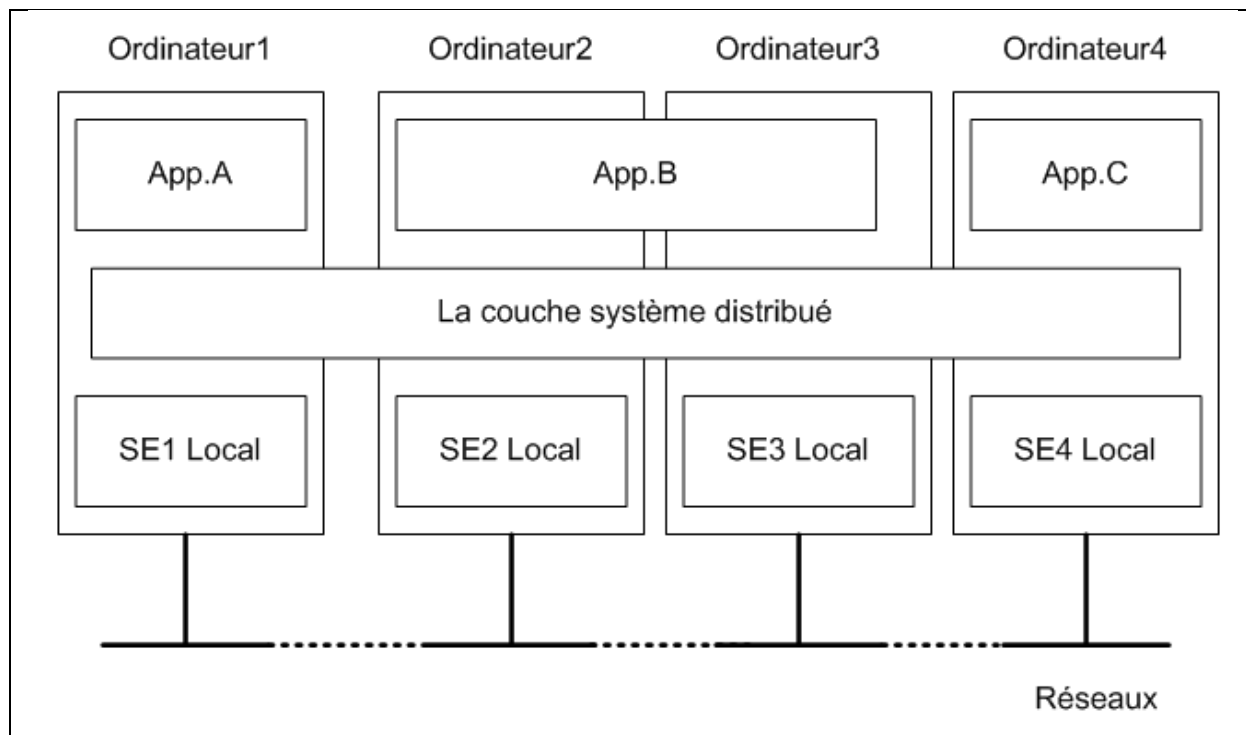 Ordinateur1
Ordinateur2
Ordinateur3
Ordinateur4
App.A
App.B
App.C
La couche système distribué
SE1 Local
SE2 Local
SE3 Local
SE4 Local
Réseaux